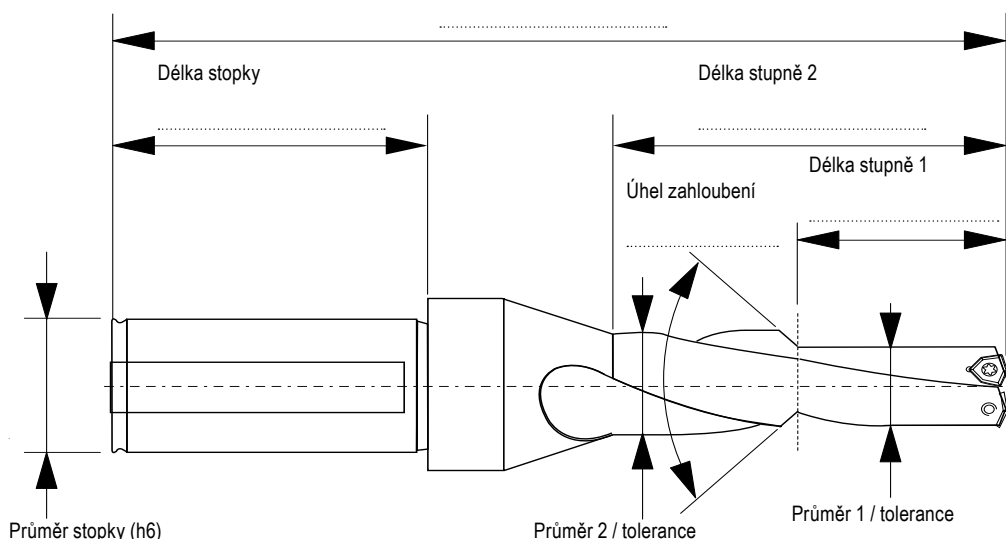 Délka stopky
Délka stupně 2
Délka stupně 1
Úhel zahloubení
Průměr stopky (h6)
Průměr 2 / tolerance
Průměr 1 / tolerance